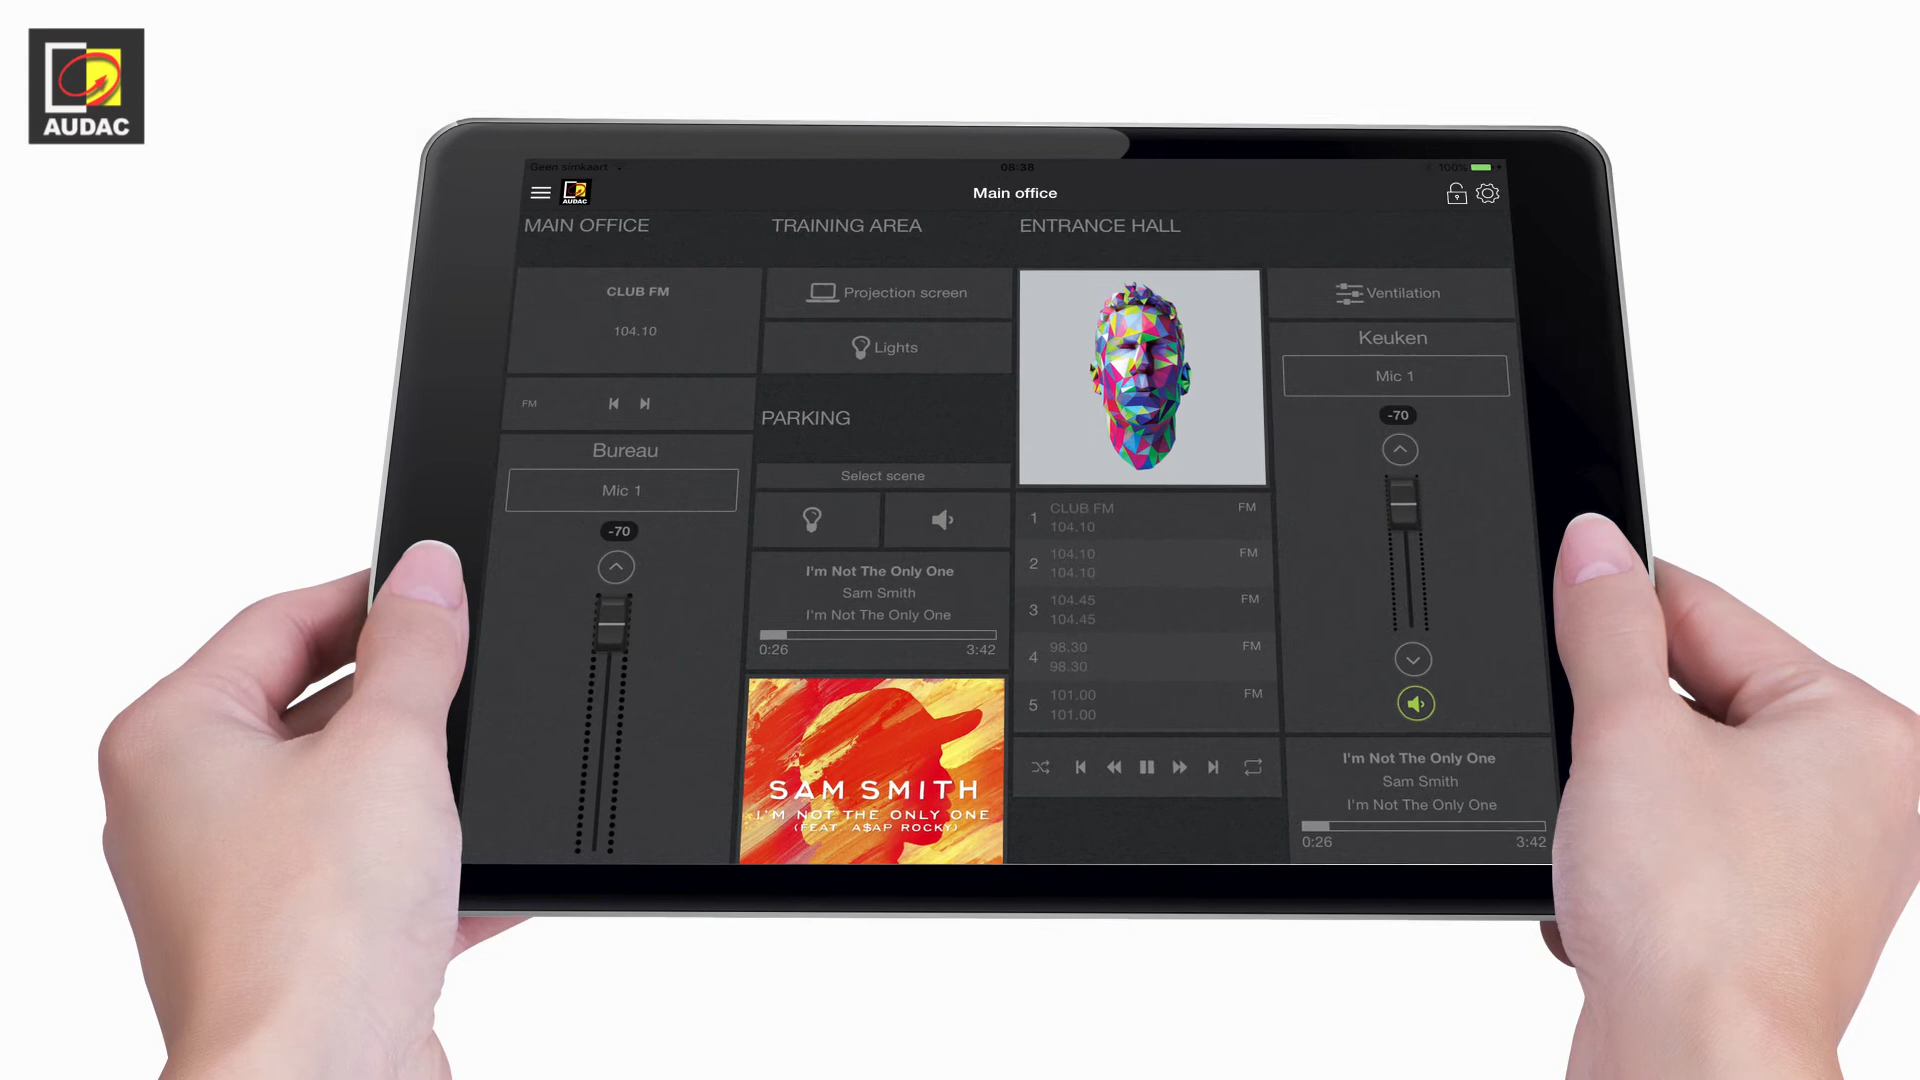 AUDAC
Geen simkaart
08:38
100%
AUDAC
Main office
MAIN OFFICE
TRAINING AREA
ENTRANCE HALL
CLUB FM
104.10
FM
Bureau
Mic 1
-70
Projection screen
Lights
PARKING
Select scene
I'm Not The Only One
Sam Smith
I'm Not The Only One
0:26
3:42
SAM SMITH
I'M NOT THE ONLY ONE
(FEAT. A$AP ROCKY)
1 CLUB FM FM
104.10
2 104.10 FM
104.10
3 104.45 FM
104.45
4 98.30 FM
98.30
5 101.00 FM
101.00
Ventilation
Keuken
Mic 1
-70
I'm Not The Only One
Sam Smith
I'm Not The Only One
0:26
3:42